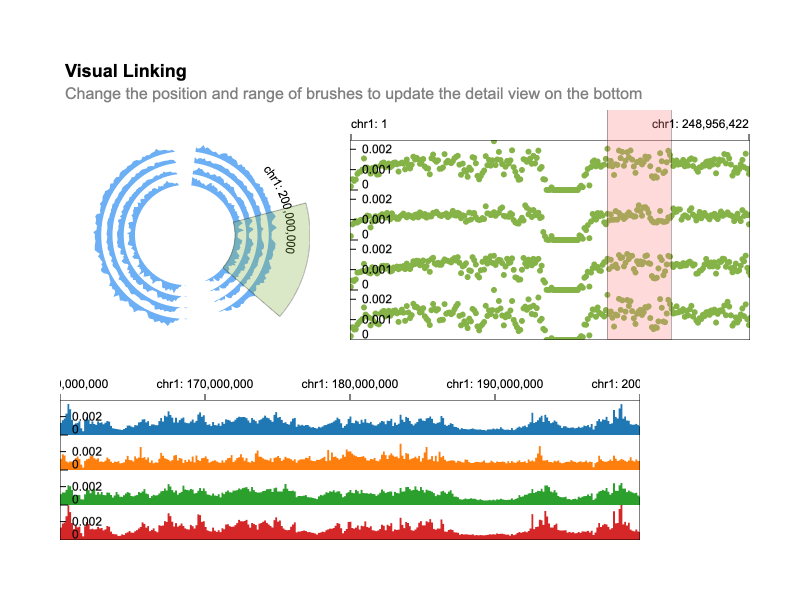 Visual Linking
Change the position and range of brushes to update the detail view on the bottom
chr1: 200,000,000
chr1: 1
chr1: 248,956,422
0.002
0.001
0
0.002
0.001
0
0.002
0.001
0
0.002
0.001
0
0,000,000
chr1: 170,000,000
chr1: 180,000,000
chr1: 190,000,000
chr1: 200
0.002
0
0.002
0
0.002
0
0.002
0